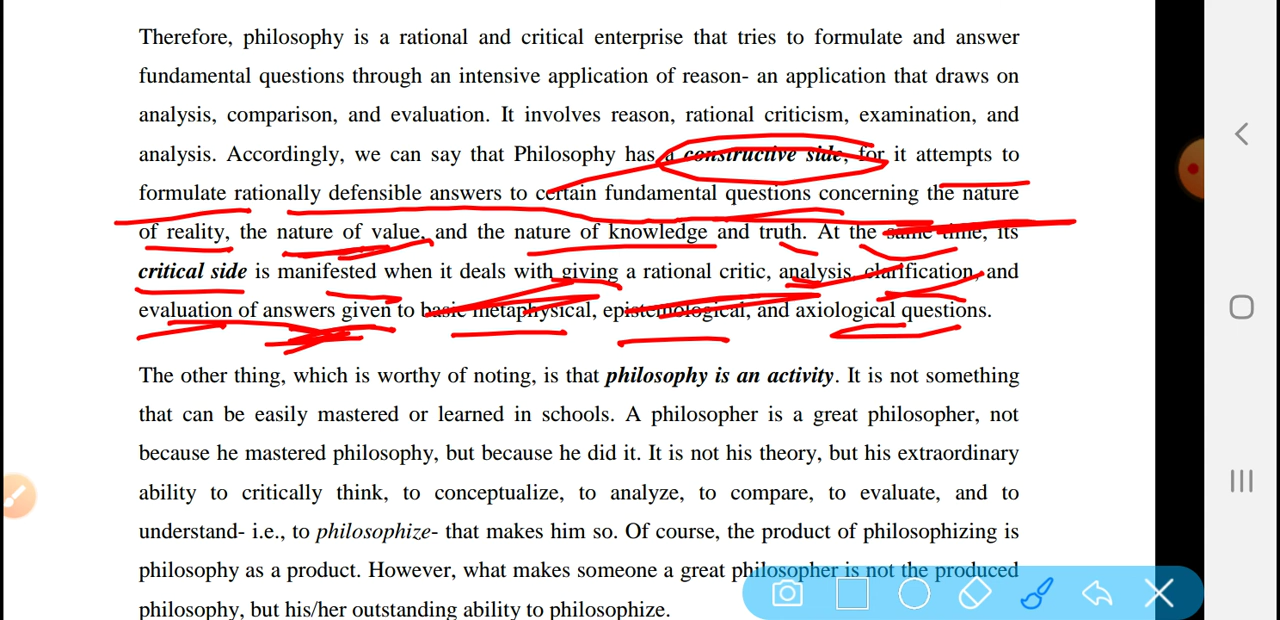 Therefore, philosophy is a rational and critical enterprise that tries to formulate and answer
fundamental questions through an intensive application of reason- an application that draws on
analysis, comparison, and evaluation. It involves reason, rational criticism, examination, and
analysis. Accordingly, we can say that Philosophy has a constructive side, for it attempts to
formulate rationally defensible answers to certain fundamental questions concerning the nature
of reality, the nature of value, and the nature of knowledge and truth. At the same time, its
critical side is manifested when it deals with giving a rational critic, analysis, clarification, and
evaluation of answers given to basic metaphysical, epistemological, and axiological questions.
The other thing, which is worthy of noting, is that philosophy is an activity. It is not something
that can be easily mastered or learned in schools. A philosopher is a great philosopher, not
because he mastered philosophy, but because he did it. It is not his theory, but his extraordinary
ability to critically think, to conceptualize, to analyze, to compare, to evaluate, and to
understand- i.e., to philosophize- that makes him so. Of course, the product of philosophizing is
philosophy as a product. However, what makes someone a great philosopher is not the produced
philosophy, but his/her outstanding ability to philosophize.